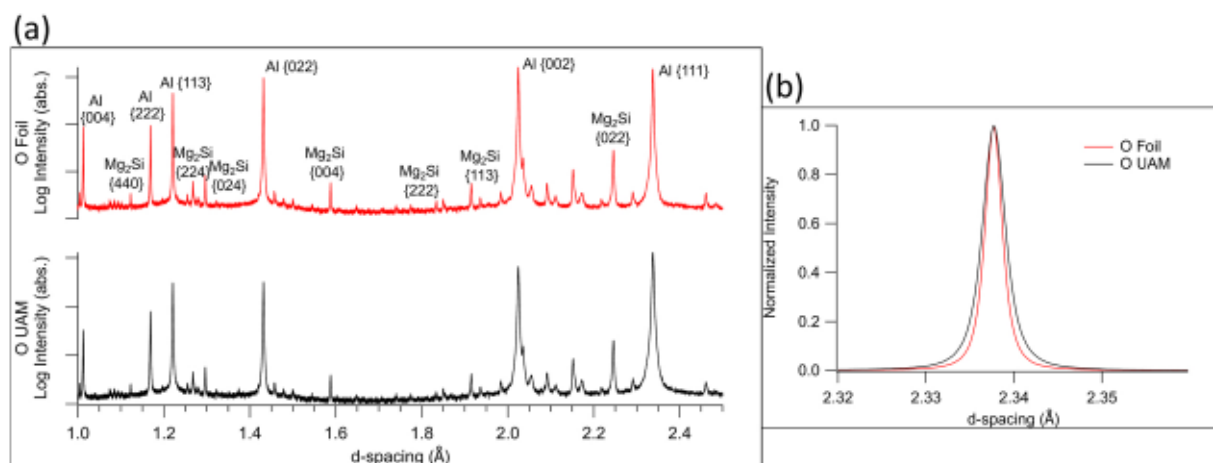 (a)
O Foil
Log Intensity (abs.)
Al
{004}
Mg₂Si
{440}
Al
{222}
Al {113}
Mg₂Si
{224}
Mg₂Si
{024}
Al {022}
Mg₂Si
{004}
Mg₂Si
{222}
Mg₂Si
{113}
Al {002}
Mg₂Si
{022}
Al {111}
O UAM
Log Intensity (abs.)
1.0 1.2 1.4 1.6 1.8 2.0 2.2 2.4
d-spacing (Å)
(b)
Normalized Intensity
1.0
0.8
0.6
0.4
0.2
0.0
O Foil
O UAM
2.32 2.33 2.34 2.35
d-spacing (Å)